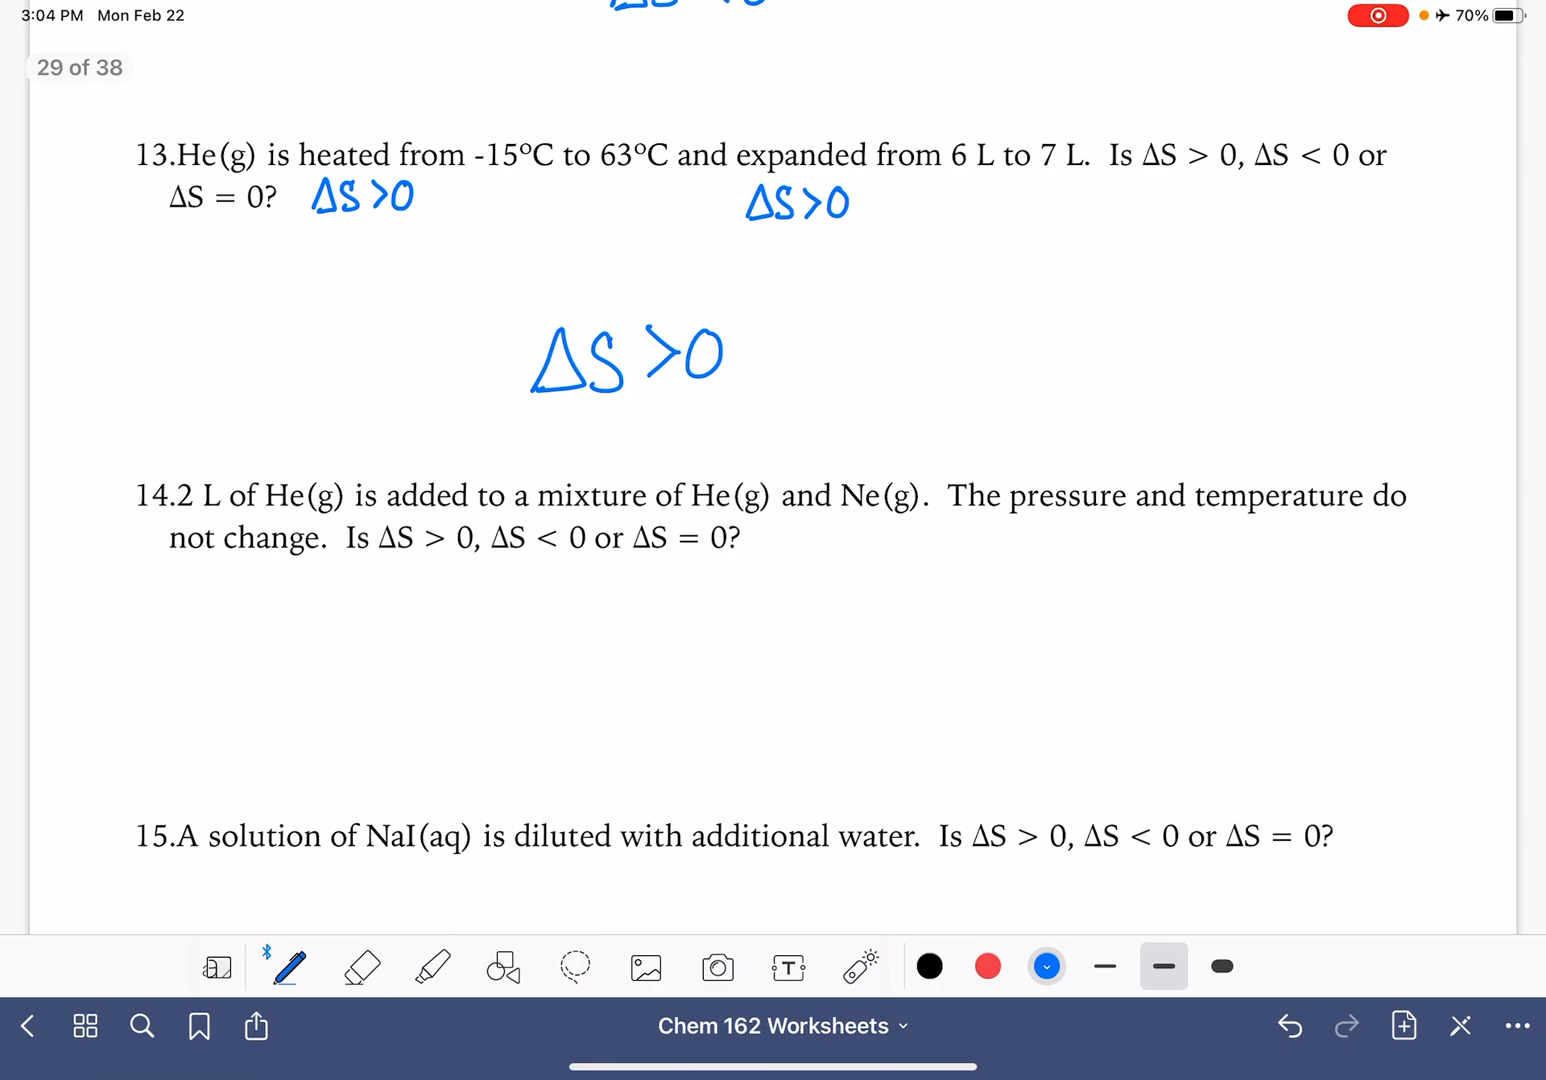 3:04 PM Mon Feb 22
70%
29 of 38
13.He(g) is heated from -15°C to 63°C and expanded from 6 L to 7 L. Is ΔS > 0, ΔS < 0 or
ΔS = 0? ΔS >0 ΔS >0
ΔS >0
14.2 L of He(g) is added to a mixture of He(g) and Ne(g). The pressure and temperature do
not change. Is ΔS > 0, ΔS < 0 or ΔS = 0?
15.A solution of NaI(aq) is diluted with additional water. Is ΔS > 0, ΔS < 0 or ΔS = 0?
a
T
Chem 162 Worksheets